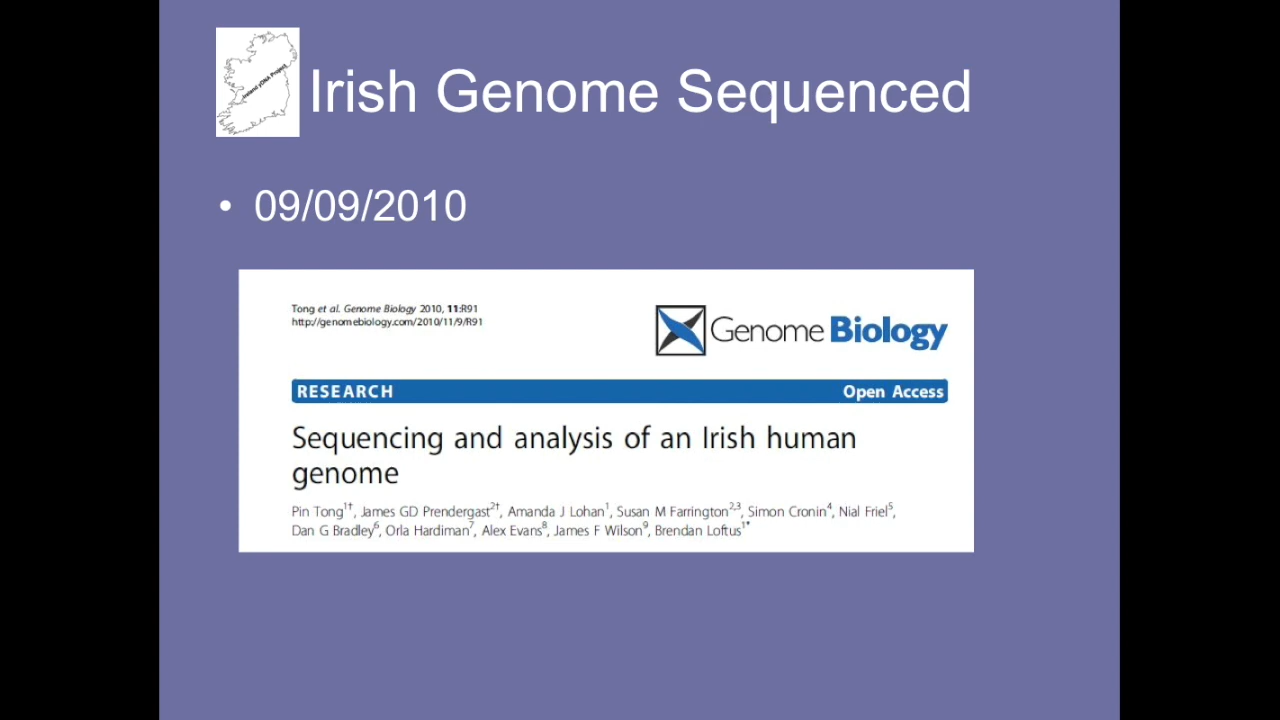 Ireland yDNA Project
Irish Genome Sequenced
• 09/09/2010
Tong et al. Genome Biology 2010, 11:R91
http://genomebiology.com/2010/11/9/R91
Genome Biology
RESEARCH Open Access
Sequencing and analysis of an Irish human
genome
Pin Tong1†, James GD Prendergast2†, Amanda J Lohan1, Susan M Farrington2,3, Simon Cronin4, Nial Friel5,
Dan G Bradley6, Orla Hardiman7, Alex Evans8, James F Wilson9, Brendan Loftus1*